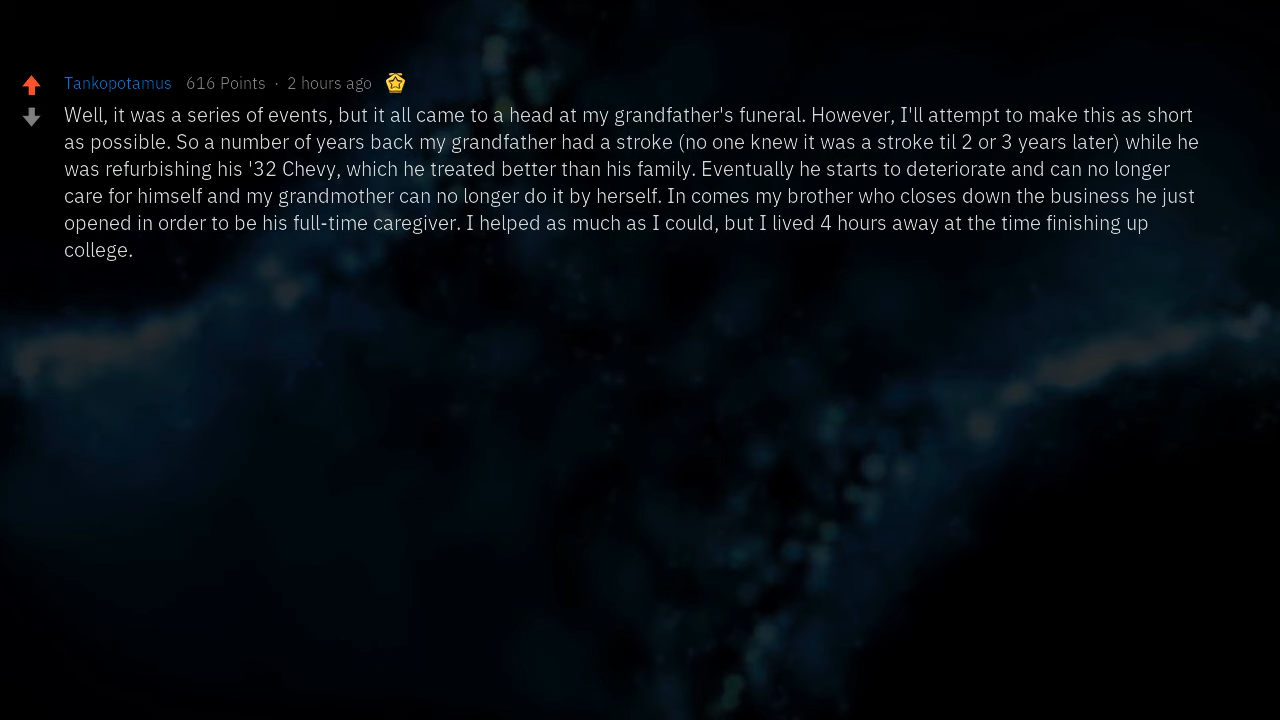 Tankopotamus 616 Points · 2 hours ago
Well, it was a series of events, but it all came to a head at my grandfather's funeral. However, I'll attempt to make this as short
as possible. So a number of years back my grandfather had a stroke (no one knew it was a stroke til 2 or 3 years later) while he
was refurbishing his '32 Chevy, which he treated better than his family. Eventually he starts to deteriorate and can no longer
care for himself and my grandmother can no longer do it by herself. In comes my brother who closes down the business he just
opened in order to be his full-time caregiver. I helped as much as I could, but I lived 4 hours away at the time finishing up
college.